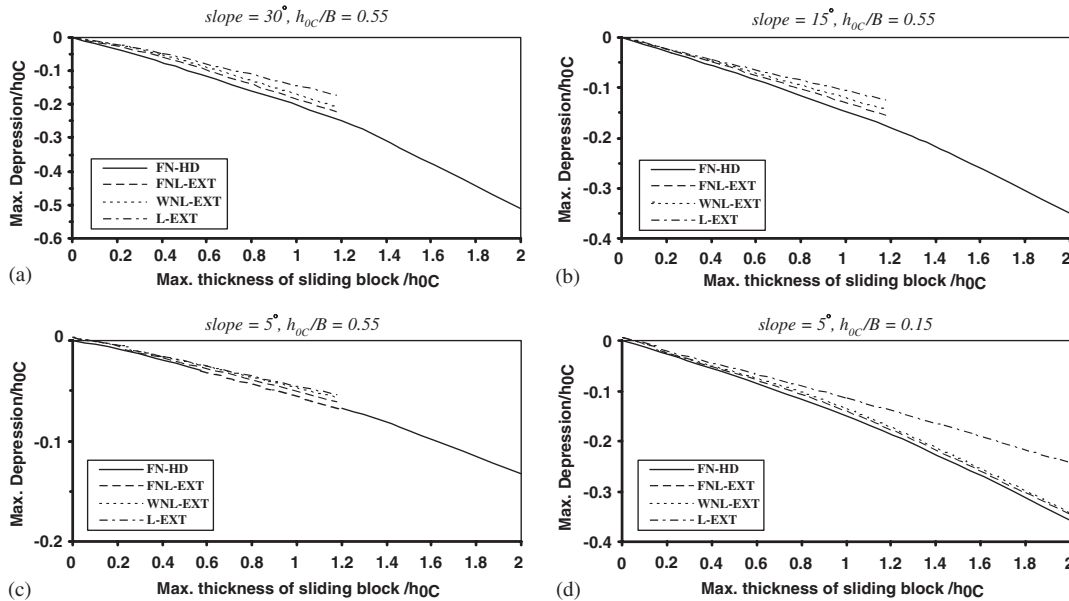 slope = 30°, h0C/B = 0.55
Max. Depression/h0C
0
-0.1
-0.2
-0.3
-0.4
-0.5
-0.6
FN-HD
FNL-EXT
WNL-EXT
L-EXT
0 0.2 0.4 0.6 0.8 1 1.2 1.4 1.6 1.8 2
(a)
Max. thickness of sliding block /h0C
slope = 15°, h0C/B = 0.55
Max. Depression/h0C
0
-0.1
-0.2
-0.3
-0.4
FN-HD
FNL-EXT
WNL-EXT
L-EXT
0 0.2 0.4 0.6 0.8 1 1.2 1.4 1.6 1.8 2
(b)
Max. thickness of sliding block /h0C
slope = 5°, h0C/B = 0.55
Max. Depression/h0C
0
-0.1
-0.2
FN-HD
FNL-EXT
WNL-EXT
L-EXT
0 0.2 0.4 0.6 0.8 1 1.2 1.4 1.6 1.8 2
(c)
Max. thickness of sliding block /h0C
slope = 5°, h0C/B = 0.15
Max. Depression/h0C
0
-0.1
-0.2
-0.3
-0.4
FN-HD
FNL-EXT
WNL-EXT
L-EXT
0 0.2 0.4 0.6 0.8 1 1.2 1.4 1.6 1.8 2
(d)
Max. thickness of sliding block /h0C